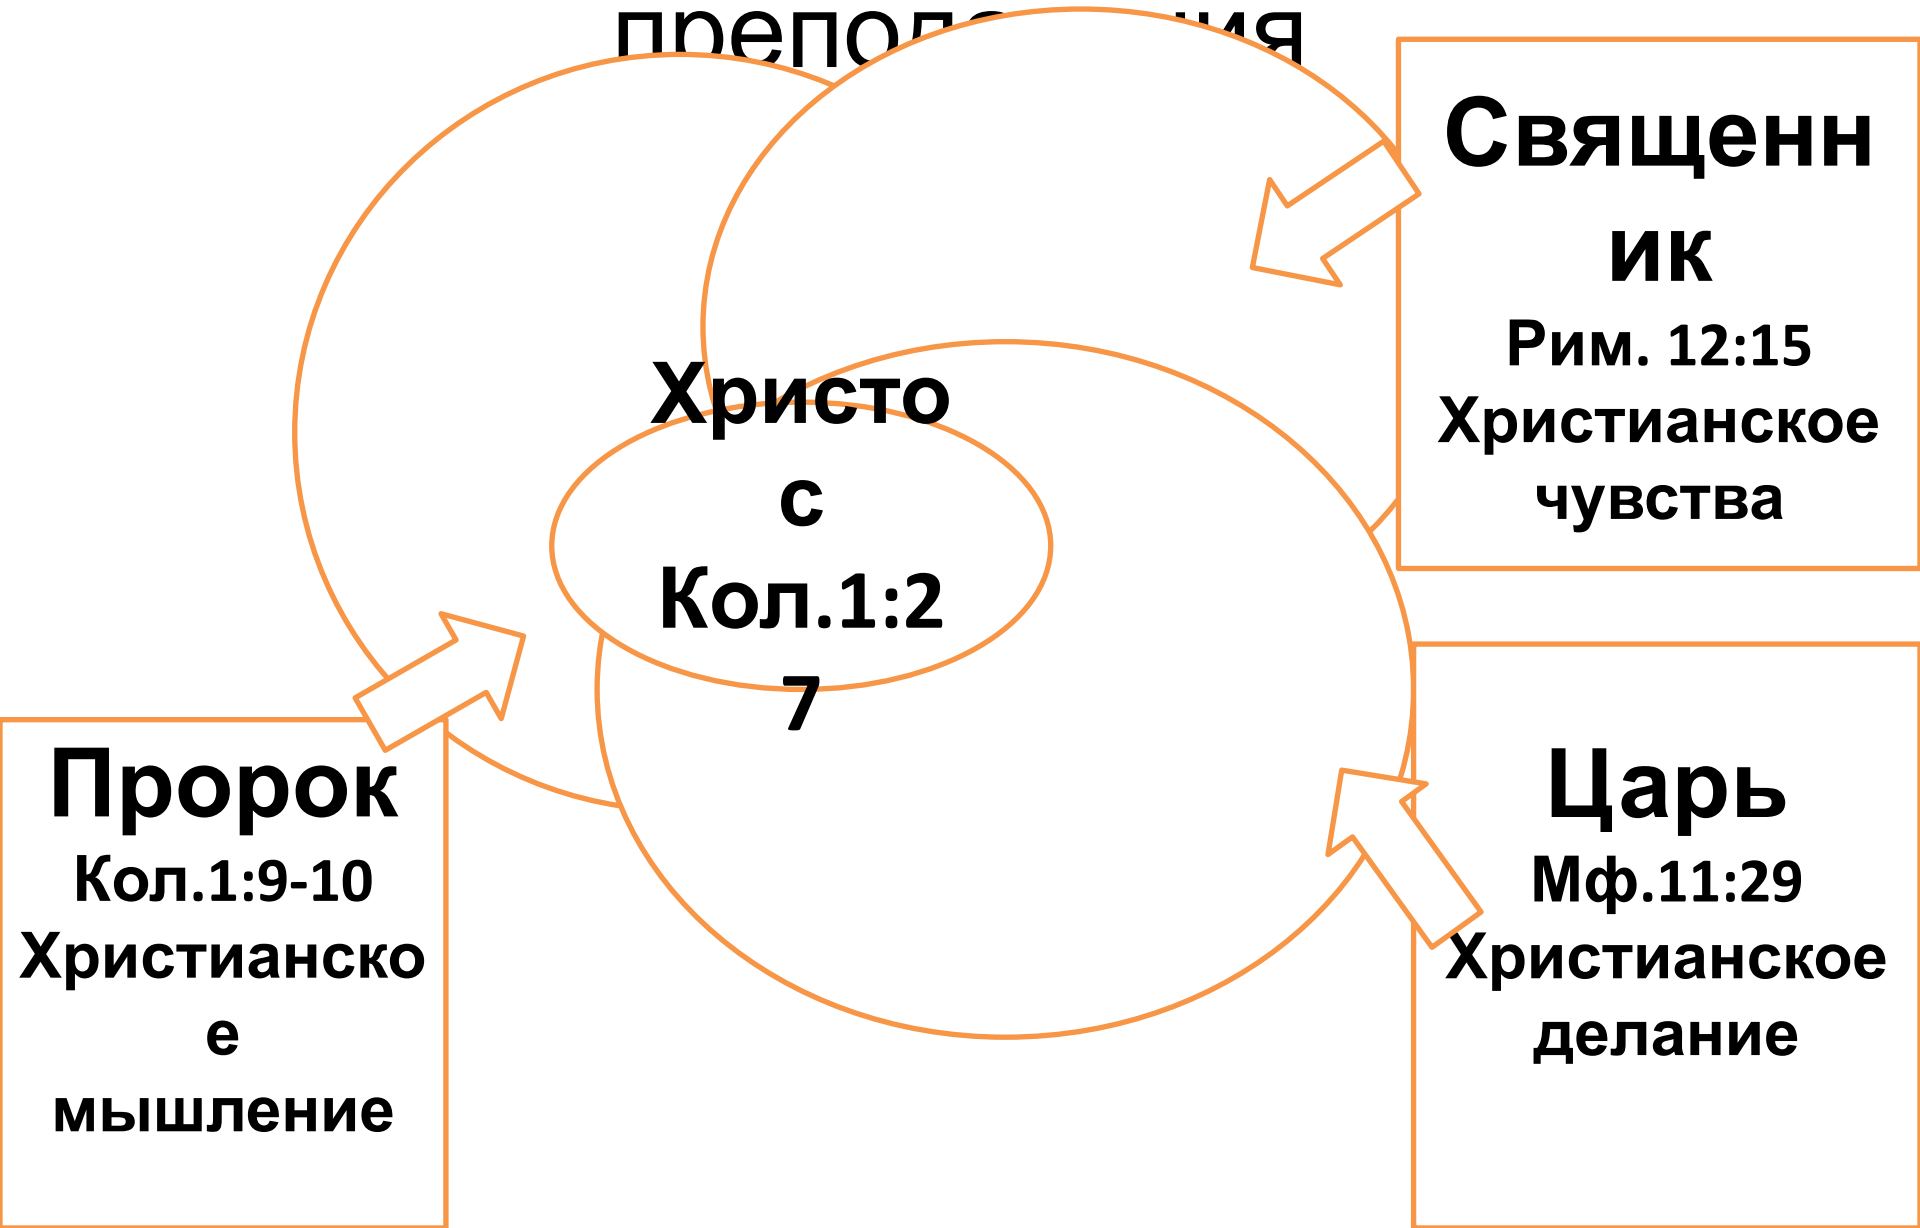 Священн
ик
Рим. 12:15
Христианское
чувства
Христо
с
Кол.1:2
7
Пророк
Кол.1:9-10
Христианско
е
мышление
Царь
Мф.11:29
Христианское
делание